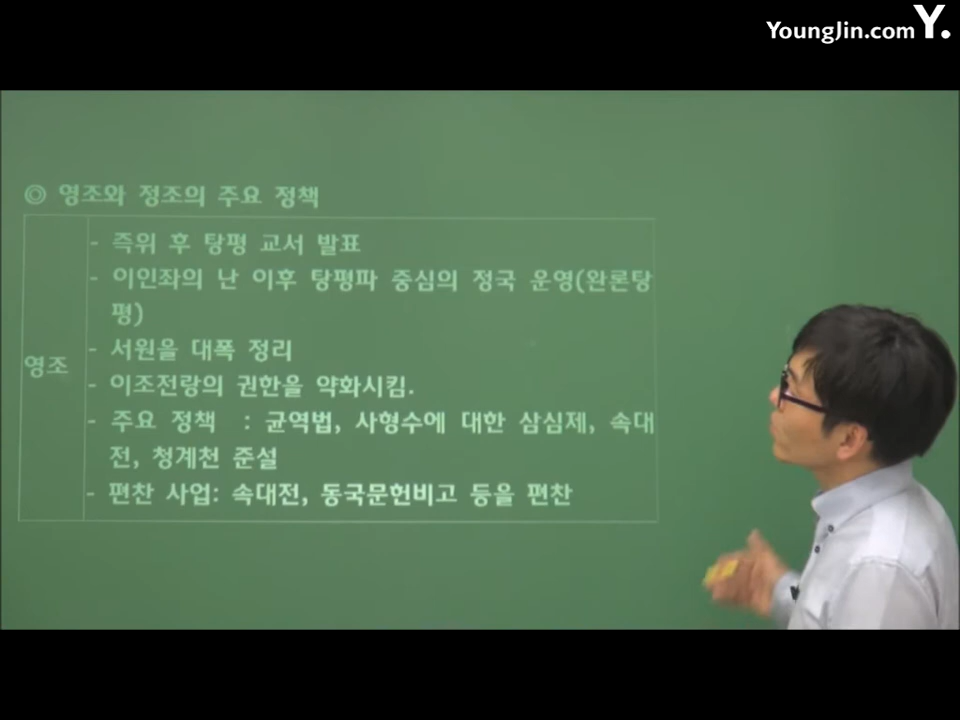 YoungJin.com Y.
◎ 영조와 정조의 주요 정책
영조
- 즉위 후 탕평 교서 발표
- 이인좌의 난 이후 탕평파 중심의 정국 운영(완론탕
평)
- 서원을 대폭 정리
- 이조전랑의 권한을 약화시킴.
- 주요 정책 : 균역법, 사형수에 대한 삼심제, 속대
전, 청계천 준설
- 편찬 사업: 속대전, 동국문헌비고 등을 편찬